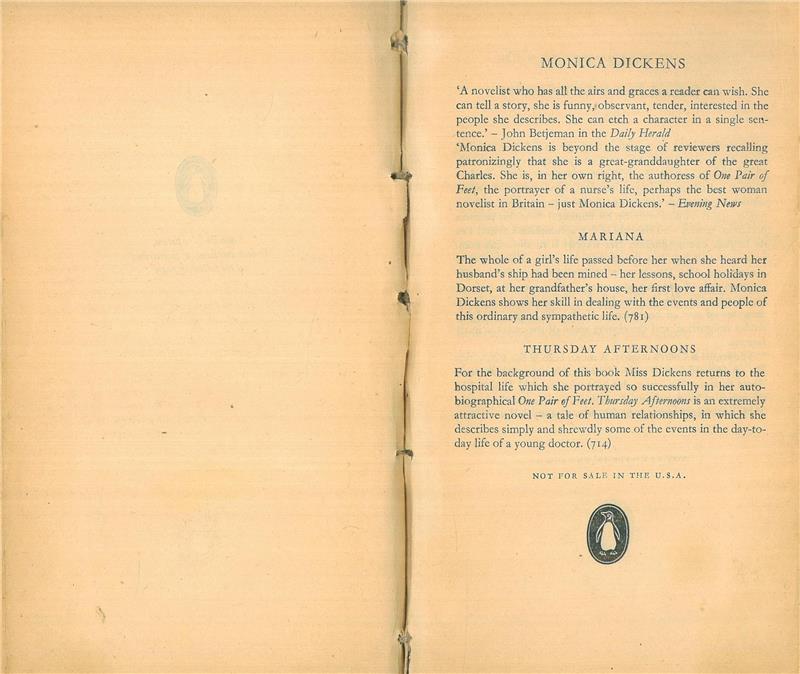 MONICA DICKENS
‘A novelist who has all the airs and graces a reader can wish. She
can tell a story, she is funny, observant, tender, interested in the
people she describes. She can etch a character in a single sen-
tence.’ – John Betjeman in the Daily Herald
‘Monica Dickens is beyond the stage of reviewers recalling
patronizingly that she is a great-granddaughter of the great
Charles. She is, in her own right, the authoress of One Pair of
Feet, the portrayer of a nurse’s life, perhaps the best woman
novelist in Britain – just Monica Dickens.’ – Evening News
MARIANA
The whole of a girl’s life passed before her when she heard her
husband’s ship had been mined – her lessons, school holidays in
Dorset, at her grandfather’s house, her first love affair. Monica
Dickens shows her skill in dealing with the events and people of
this ordinary and sympathetic life. (781)
THURSDAY AFTERNOONS
For the background of this book Miss Dickens returns to the
hospital life which she portrayed so successfully in her auto-
biographical One Pair of Feet. Thursday Afternoons is an extremely
attractive novel – a tale of human relationships, in which she
describes simply and shrewdly some of the events in the day-to-
day life of a young doctor. (714)
NOT FOR SALE IN THE U.S.A.